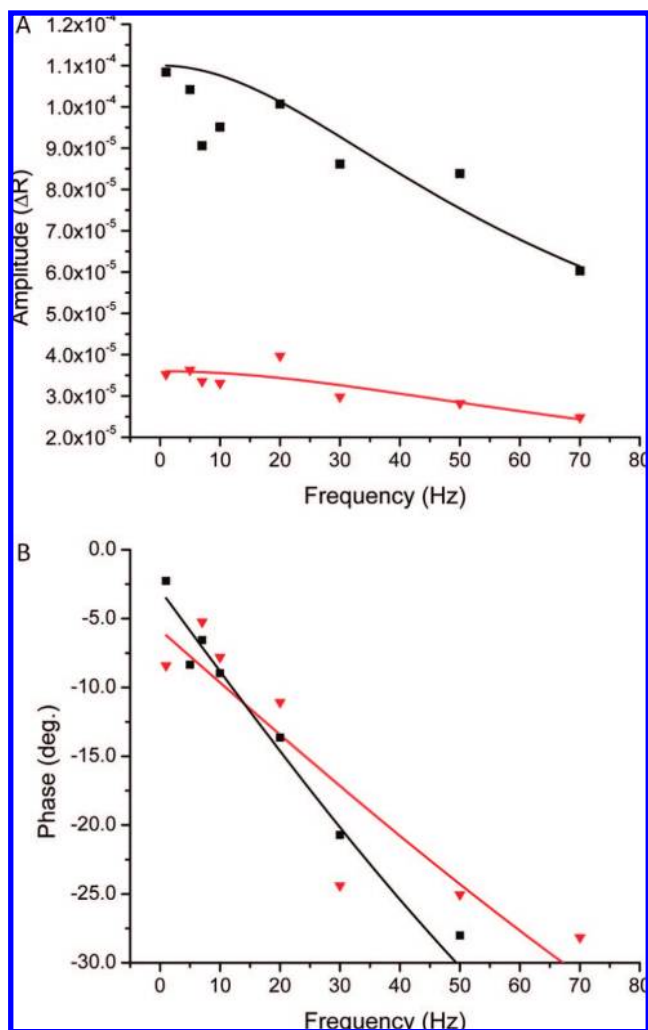 A
Amplitude (ΔR)
1.2x10⁻⁴
1.1x10⁻⁴
1.0x10⁻⁴
9.0x10⁻⁵
8.0x10⁻⁵
7.0x10⁻⁵
6.0x10⁻⁵
5.0x10⁻⁵
4.0x10⁻⁵
3.0x10⁻⁵
2.0x10⁻⁵
0 10 20 30 40 50 60 70 80
Frequency (Hz)
B
Phase (deg.)
0.0
-5.0
-10.0
-15.0
-20.0
-25.0
-30.0
0 10 20 30 40 50 60 70 80
Frequency (Hz)